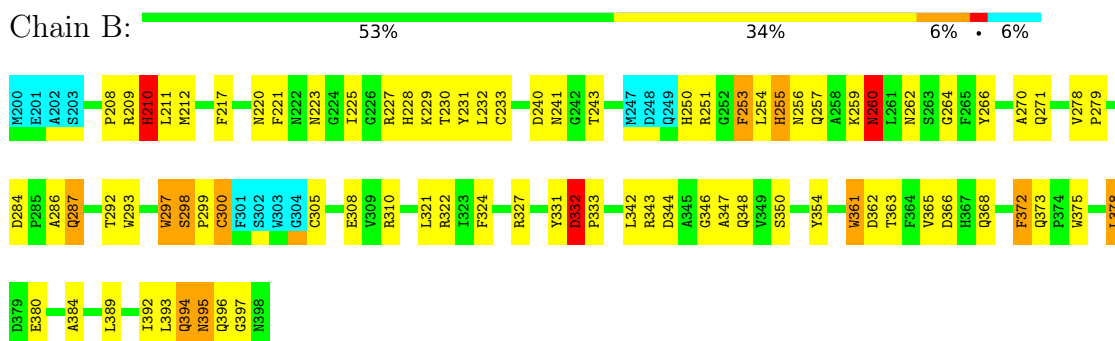 Chain B:
53% 34% 6% • 6%
M200 E201 A202 S203 P208 R209 H210 L211 M212 F217 N220 F221 N222 N223 G224 I225 G226 R227 H228 K229 T230 Y231 L232 C233 D240 N241 G242 T243 M247 D248 Q249 H250 R251 G252 F253 L254 H255 N256 Q257 A258 K259 N260 L261 N262 S263 G264 F265 Y266 A270 Q271 V278 P279
D284 P285 A286 Q287 T292 W293 W297 S298 P299 C300 F301 S302 W303 G304 C305 E308 V309 R310 L321 R322 I323 F324 R327 Y331 D332 P333 L342 R343 D344 A345 G346 A347 Q348 V349 S350 Y354 W361 D362 T363 F364 V365 D366 H367 Q368 F372 Q373 P374 W375 L378
D379 E380 A384 L389 I392 L393 Q394 N395 Q396 G397 N398